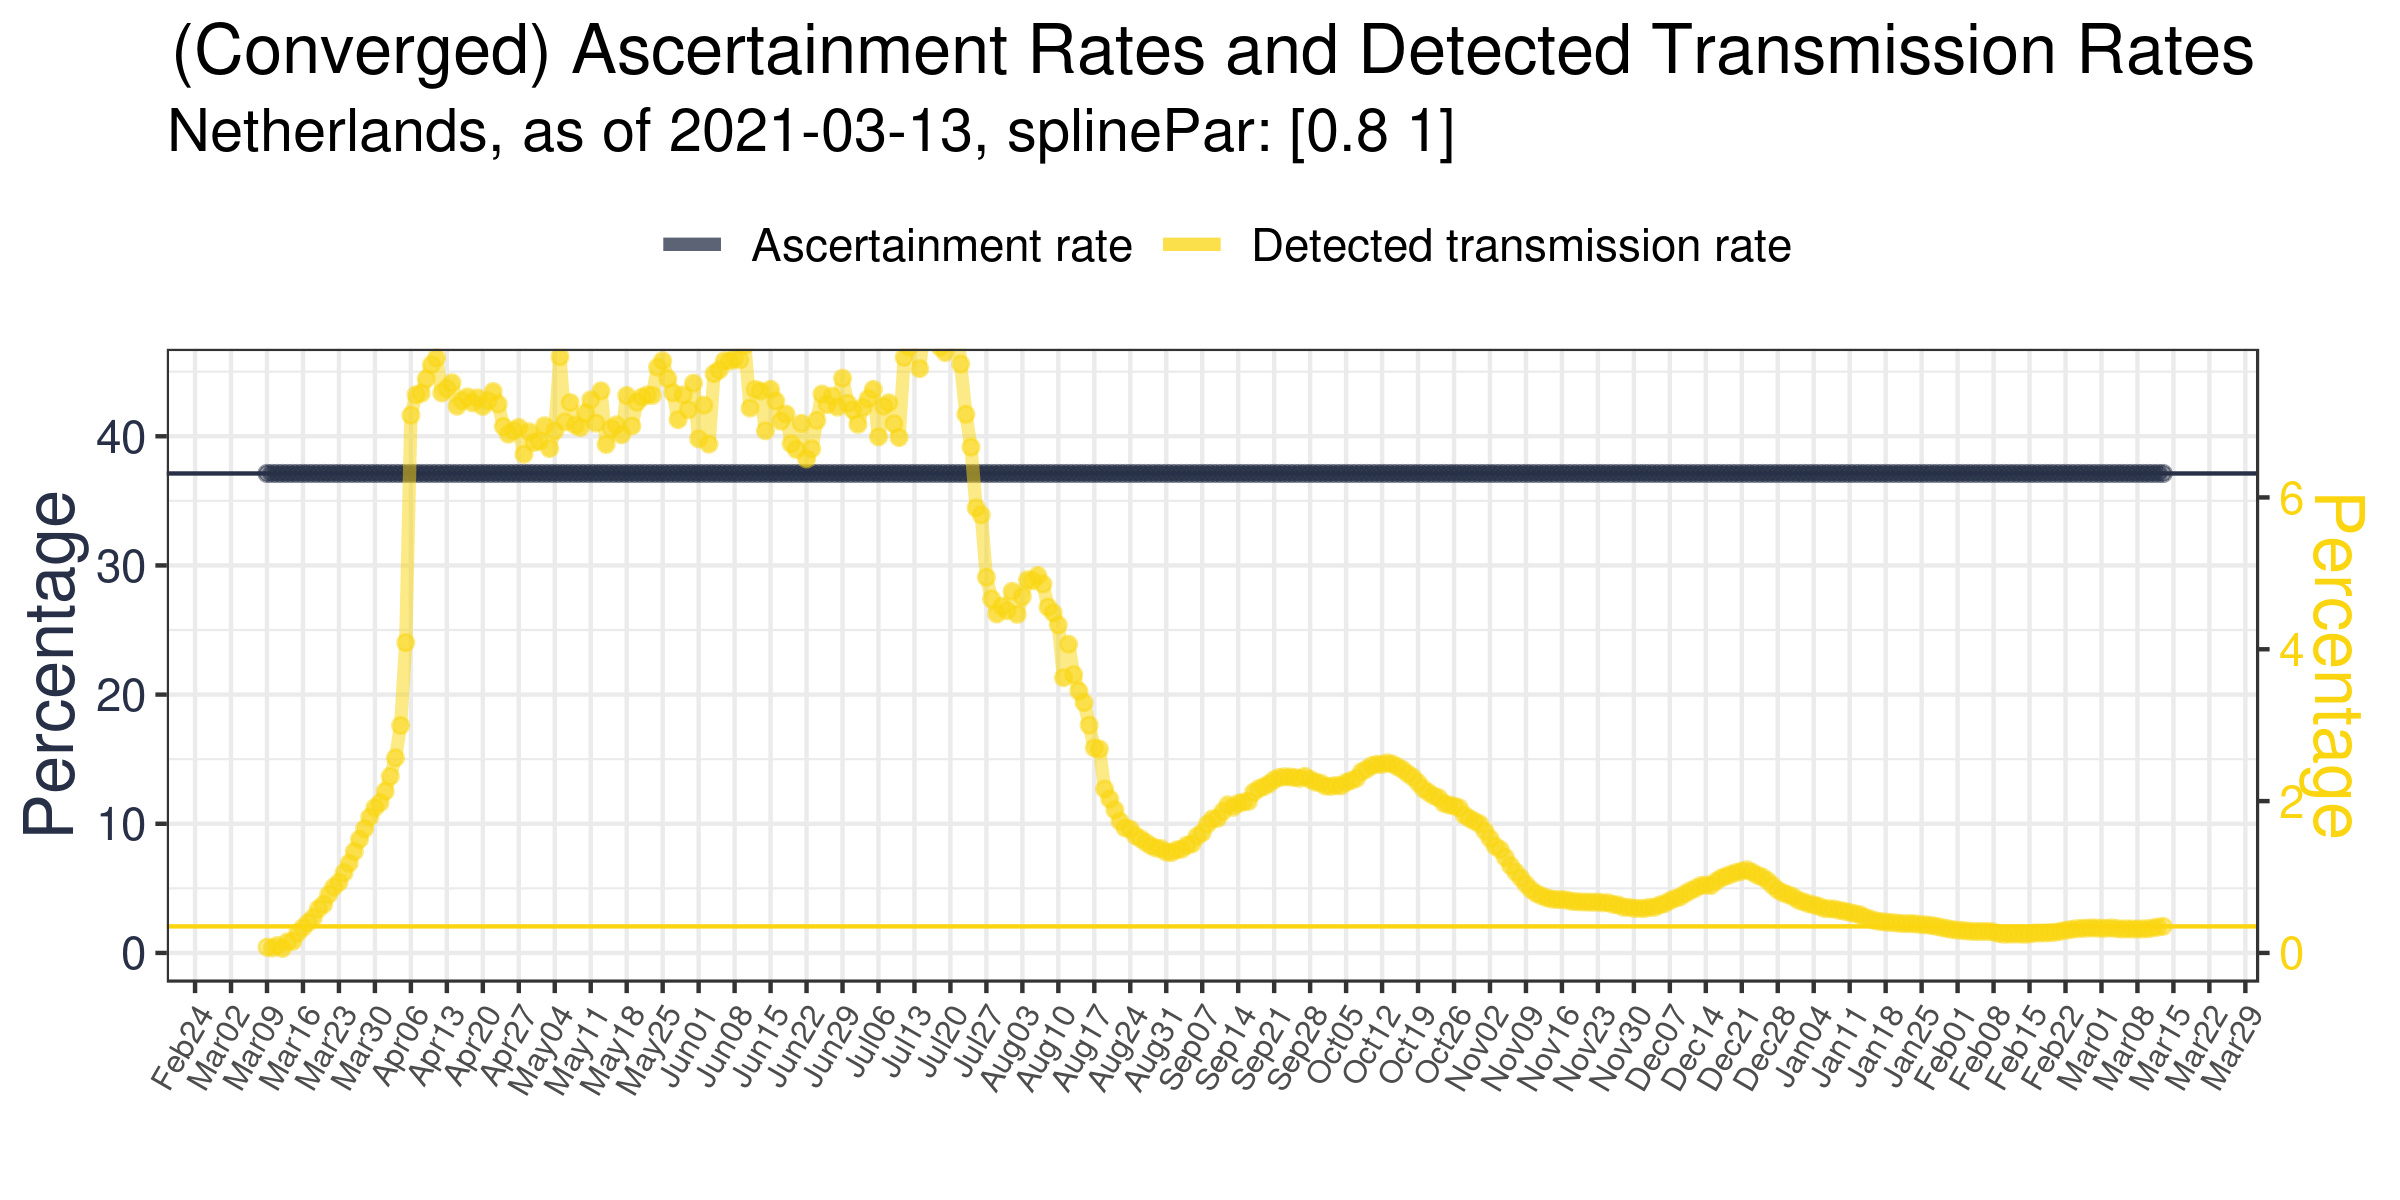 (Converged) Ascertainment Rates and Detected Transmission Rates
Netherlands, as of 2021-03-13, splinePar: [0.8 1]
Ascertainment rate
Detected transmission rate
Percentage
40
30
20
10
0
6
4
2
0
Percentage
Feb24
Mar02
Mar09
Mar16
Mar23
Mar30
Apr06
Apr13
Apr20
Apr27
May04
May11
May18
May25
Jun01
Jun08
Jun15
Jun22
Jun29
Jul06
Jul13
Jul20
Jul27
Aug03
Aug10
Aug17
Aug24
Aug31
Sep07
Sep14
Sep21
Sep28
Oct05
Oct12
Oct19
Oct26
Nov02
Nov09
Nov16
Nov23
Nov30
Dec07
Dec14
Dec21
Dec28
Jan04
Jan11
Jan18
Jan25
Feb01
Feb08
Feb15
Feb22
Mar01
Mar08
Mar15
Mar22
Mar29